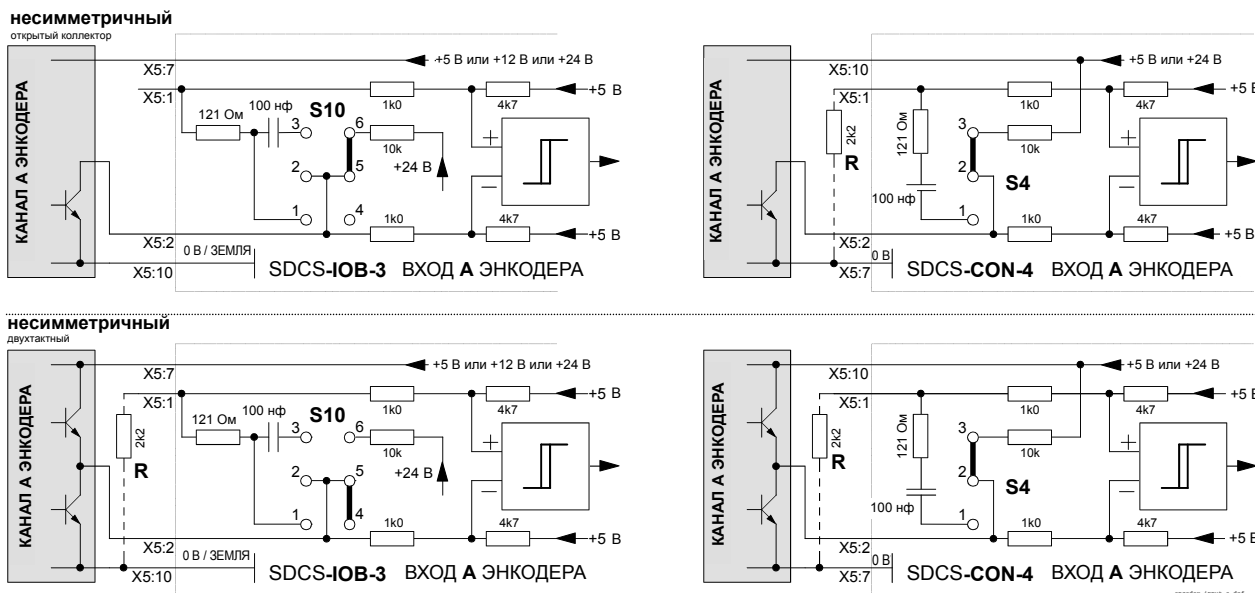 несимметричный
открытый коллектор
КАНАЛ А ЭНКОДЕРА
X5:7
+5 В или +12 В или +24 В
X5:1
1k0
4k7
+5 В
121 Ом
100 нф
S10
3
6
10k
+24 В
2
5
1
4
1k0
4k7
+5 В
X5:2
0 В / ЗЕМЛЯ
X5:10
SDCS-IOB-3 ВХОД А ЭНКОДЕРА
КАНАЛ А ЭНКОДЕРА
X5:10
+5 В или +24 В
X5:1
1k0
4k7
+5 В
2k2
R
121 Ом
100 нф
3
10k
2
S4
1
1k0
4k7
+5 В
X5:2
0 В
X5:7
SDCS-CON-4 ВХОД А ЭНКОДЕРА
несимметричный
двухтактный
КАНАЛ А ЭНКОДЕРА
X5:7
+5 В или +12 В или +24 В
X5:1
1k0
4k7
+5 В
2k2
R
121 Ом
100 нф
S10
3
6
10k
+24 В
2
5
1
4
1k0
4k7
+5 В
X5:2
0 В / ЗЕМЛЯ
X5:10
SDCS-IOB-3 ВХОД А ЭНКОДЕРА
КАНАЛ А ЭНКОДЕРА
X5:10
+5 В или +24 В
X5:1
1k0
4k7
+5 В
2k2
R
121 Ом
100 нф
3
10k
2
S4
1
1k0
4k7
+5 В
X5:2
0 В
X5:7
SDCS-CON-4 ВХОД А ЭНКОДЕРА